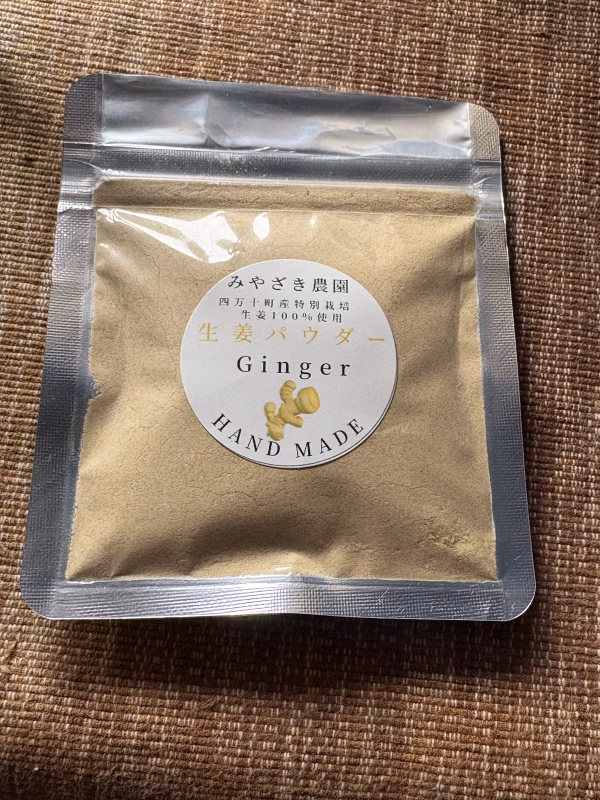 みやざき農園
四万十町産特別栽培
生姜100%使用
生姜パウダー
Ginger
HAND MADE